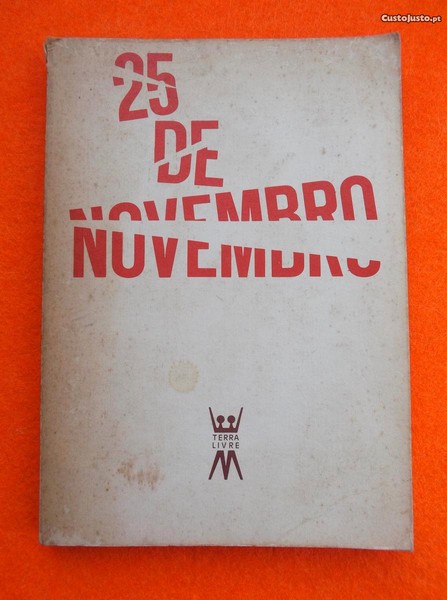 CustoJusto.pt
25
DE
NOVEMBRO
TERRA
LIVRE